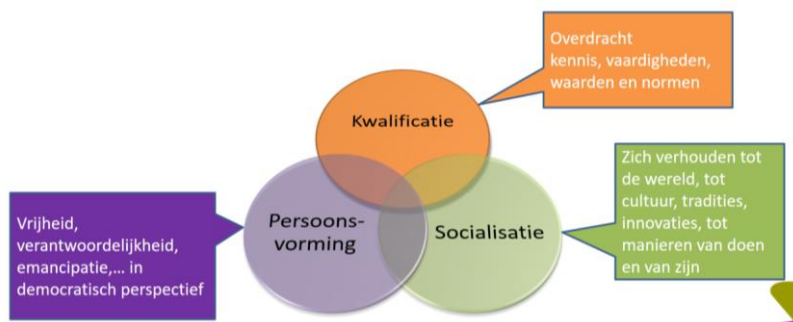 Overdracht
kennis, vaardigheden,
waarden en normen
Kwalificatie
Zich verhouden tot
de wereld, tot
cultuur, tradities,
innovaties, tot
manieren van doen
en van zijn
Vrijheid,
verantwoordelijkheid,
emancipatie,... in
democratisch perspectief
Persoons-
vorming
Socialisatie